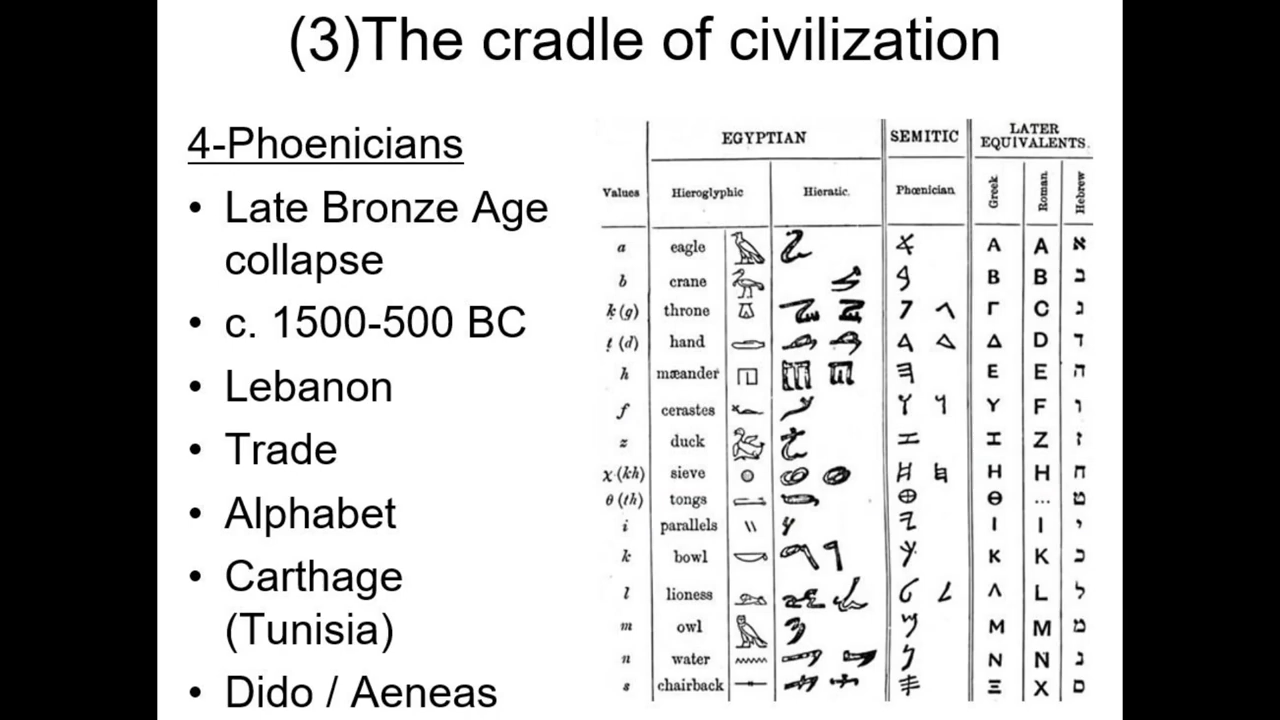 (3)The cradle of civilization
4-Phoenicians
• Late Bronze Age
collapse
• c. 1500-500 BC
• Lebanon
• Trade
• Alphabet
• Carthage
(Tunisia)
• Dido / Aeneas
EGYPTIAN SEMITIC LATER
EQUIVALENTS.
Values Hieroglyphic Hieratic. Phœnician. Greek Roman. Hebrew
a eagle A A א
b crane B B ב
ḳ (g) throne Γ C נ
ṭ (d) hand Δ D ד
h mæander E E ה
f cerastes Y F ו
z duck I Z ז
χ (kh) sieve H H ח
θ (th) tongs Θ ... ט
i parallels I I י
k bowl K K כ
l lioness Λ L ל
m owl M M מ
n water N N נ
s chairback Ξ X ס